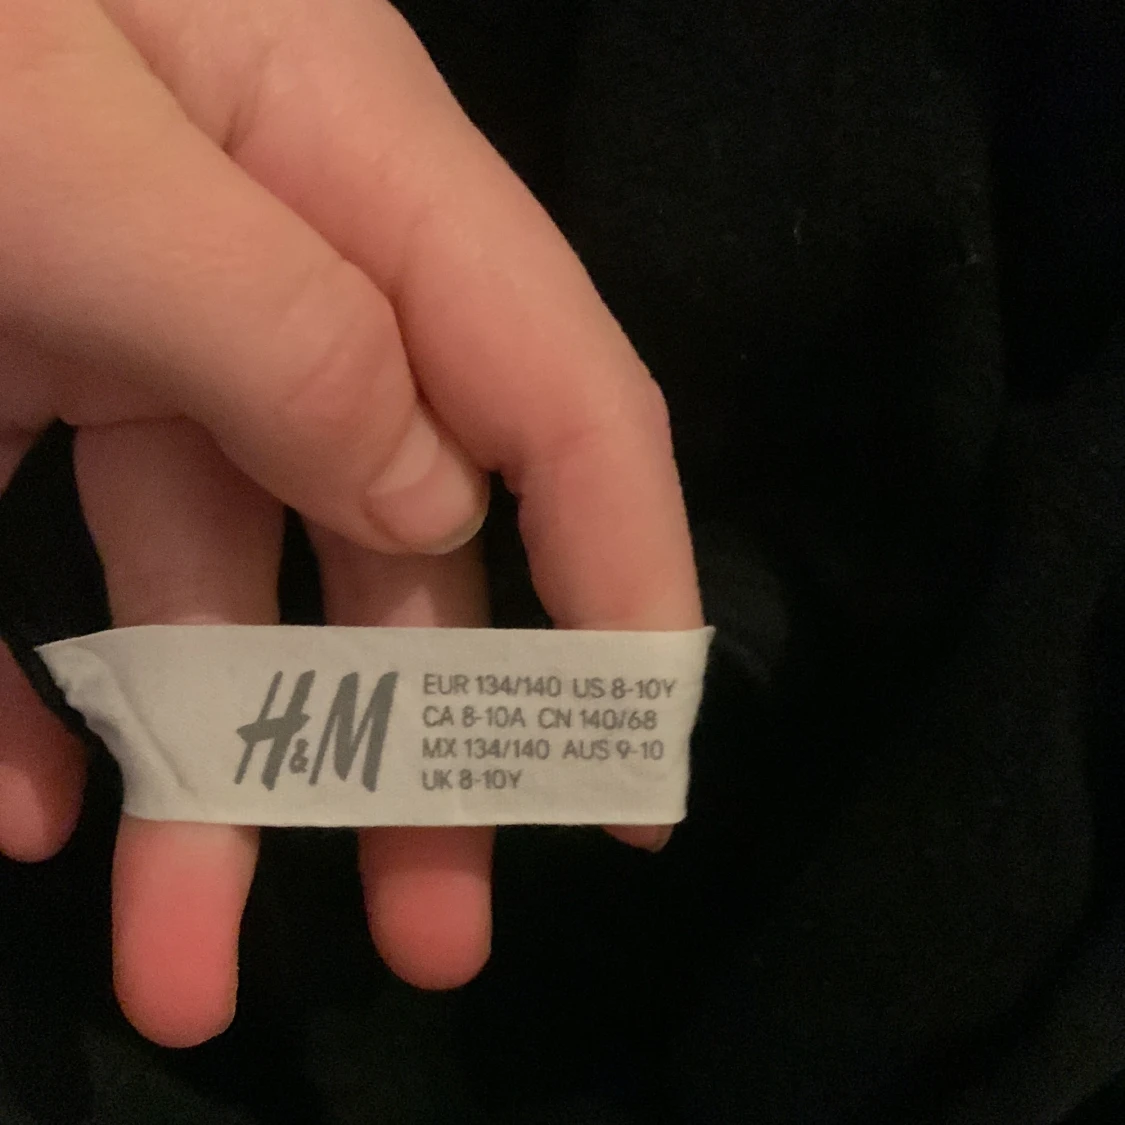 H&M
EUR 134/140 US 8-10Y
CA 8-10A CN 140/68
MX 134/140 AUS 9-10
UK 8-10Y